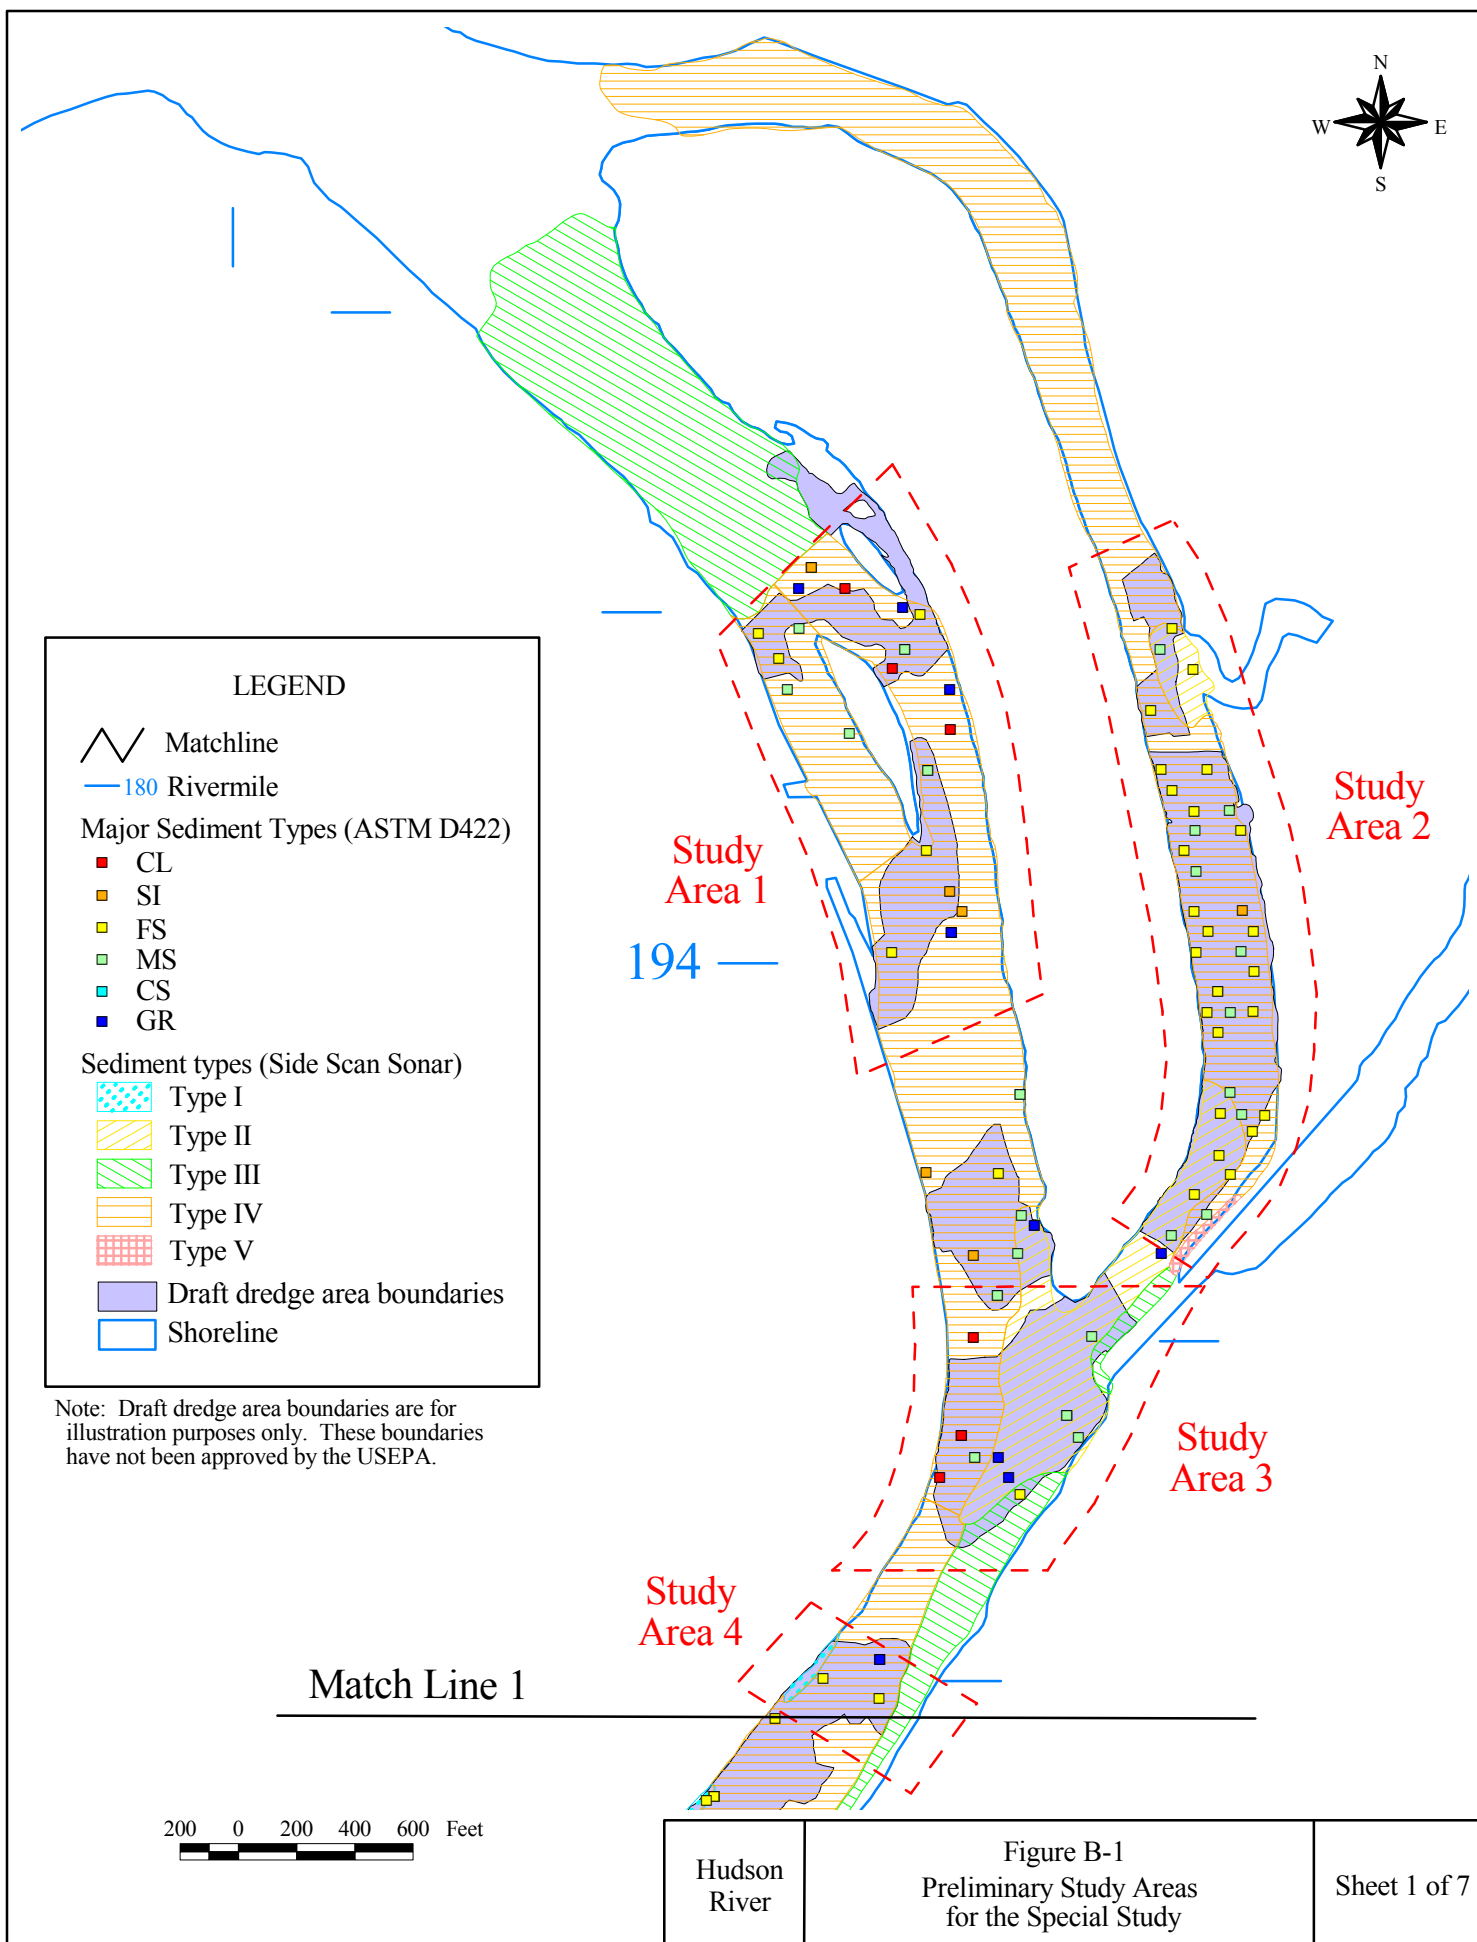 N
W
E
S
LEGEND
Matchline
180 Rivermile
Major Sediment Types (ASTM D422)
CL
SI
FS
MS
CS
GR
Sediment types (Side Scan Sonar)
Type I
Type II
Type III
Type IV
Type V
Draft dredge area boundaries
Shoreline
Note: Draft dredge area boundaries are for
illustration purposes only. These boundaries
have not been approved by the USEPA.
Study
Area 1
Study
Area 2
194
Study
Area 3
Study
Area 4
Match Line 1
200 0 200 400 600 Feet
Hudson
River
Figure B-1
Preliminary Study Areas
for the Special Study
Sheet 1 of 7